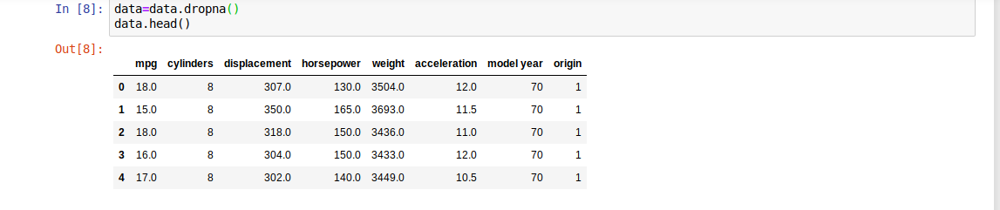 In [8]: data=data.dropna()
data.head()
Out[8]:
mpg cylinders displacement horsepower weight acceleration model year origin
0 18.0 8 307.0 130.0 3504.0 12.0 70 1
1 15.0 8 350.0 165.0 3693.0 11.5 70 1
2 18.0 8 318.0 150.0 3436.0 11.0 70 1
3 16.0 8 304.0 150.0 3433.0 12.0 70 1
4 17.0 8 302.0 140.0 3449.0 10.5 70 1